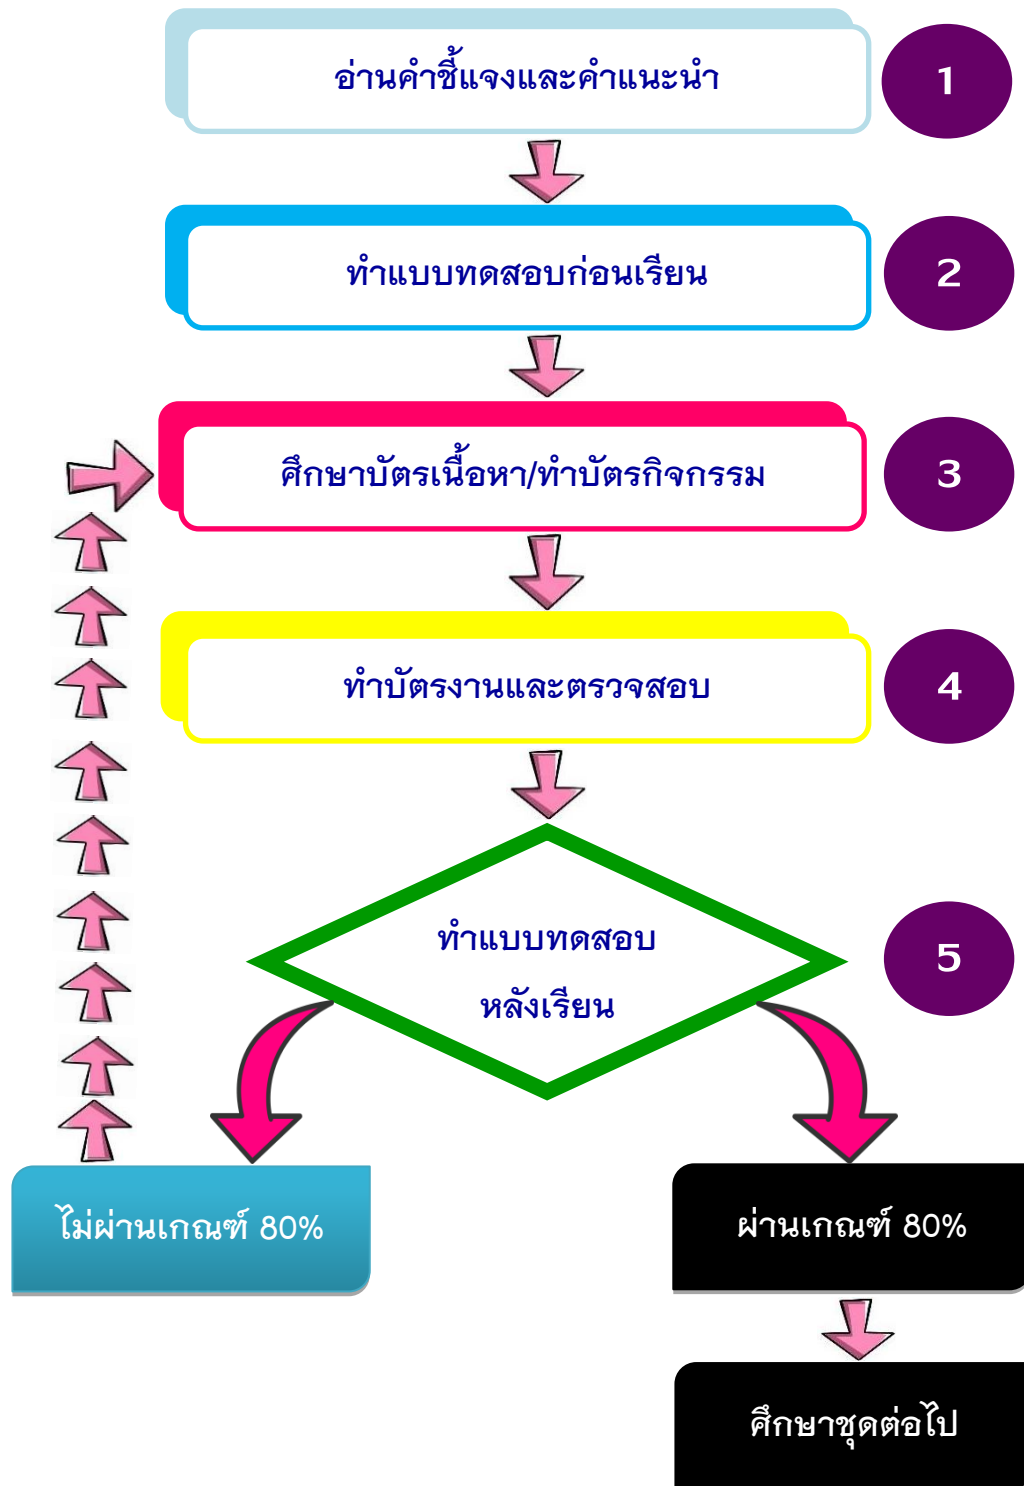 อ่านคำชี้แจงและคำแนะนำ
1
ทำแบบทดสอบก่อนเรียน
2
ศึกษาบัตรเนื้อหา/ทำบัตรกิจกรรม
3
ทำบัตรงานและตรวจสอบ
4
ทำแบบทดสอบ
หลังเรียน
5
ไม่ผ่านเกณฑ์ 80%
ผ่านเกณฑ์ 80%
ศึกษาชุดต่อไป